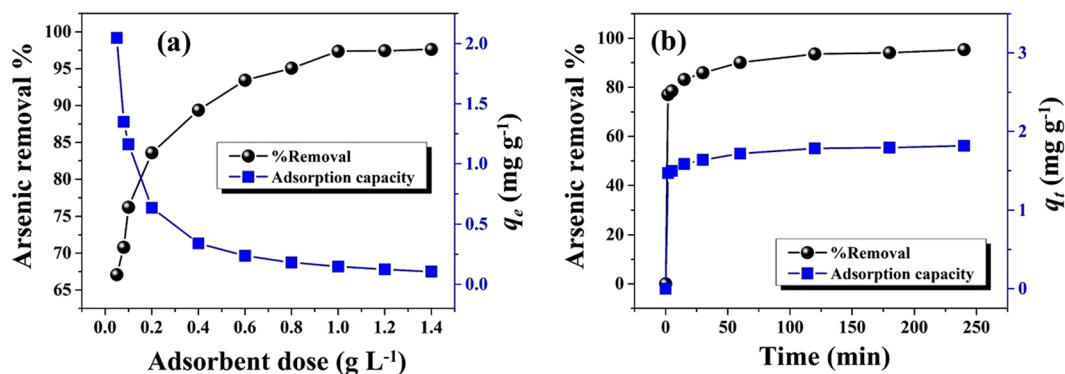 (a)
Arsenic removal %
100
95
90
85
80
75
70
65
2.0
1.5
1.0
0.5
0.0
qₑ (mg g⁻¹)
%Removal
Adsorption capacity
0.0 0.2 0.4 0.6 0.8 1.0 1.2 1.4
Adsorbent dose (g L⁻¹)
(b)
Arsenic removal %
100
80
60
40
20
0
3
2
1
0
qₜ (mg g⁻¹)
%Removal
Adsorption capacity
0 50 100 150 200 250
Time (min)